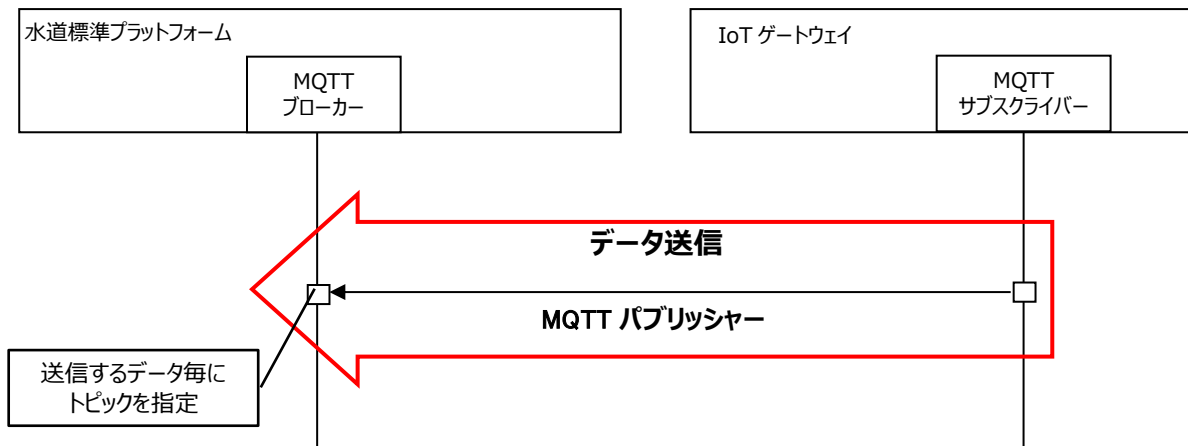 水道標準プラットフォーム
MQTT
ブローカー
IoT ゲートウェイ
MQTT
サブスクライバー
データ送信
MQTT パブリッシャー
送信するデータ毎に
トピックを指定